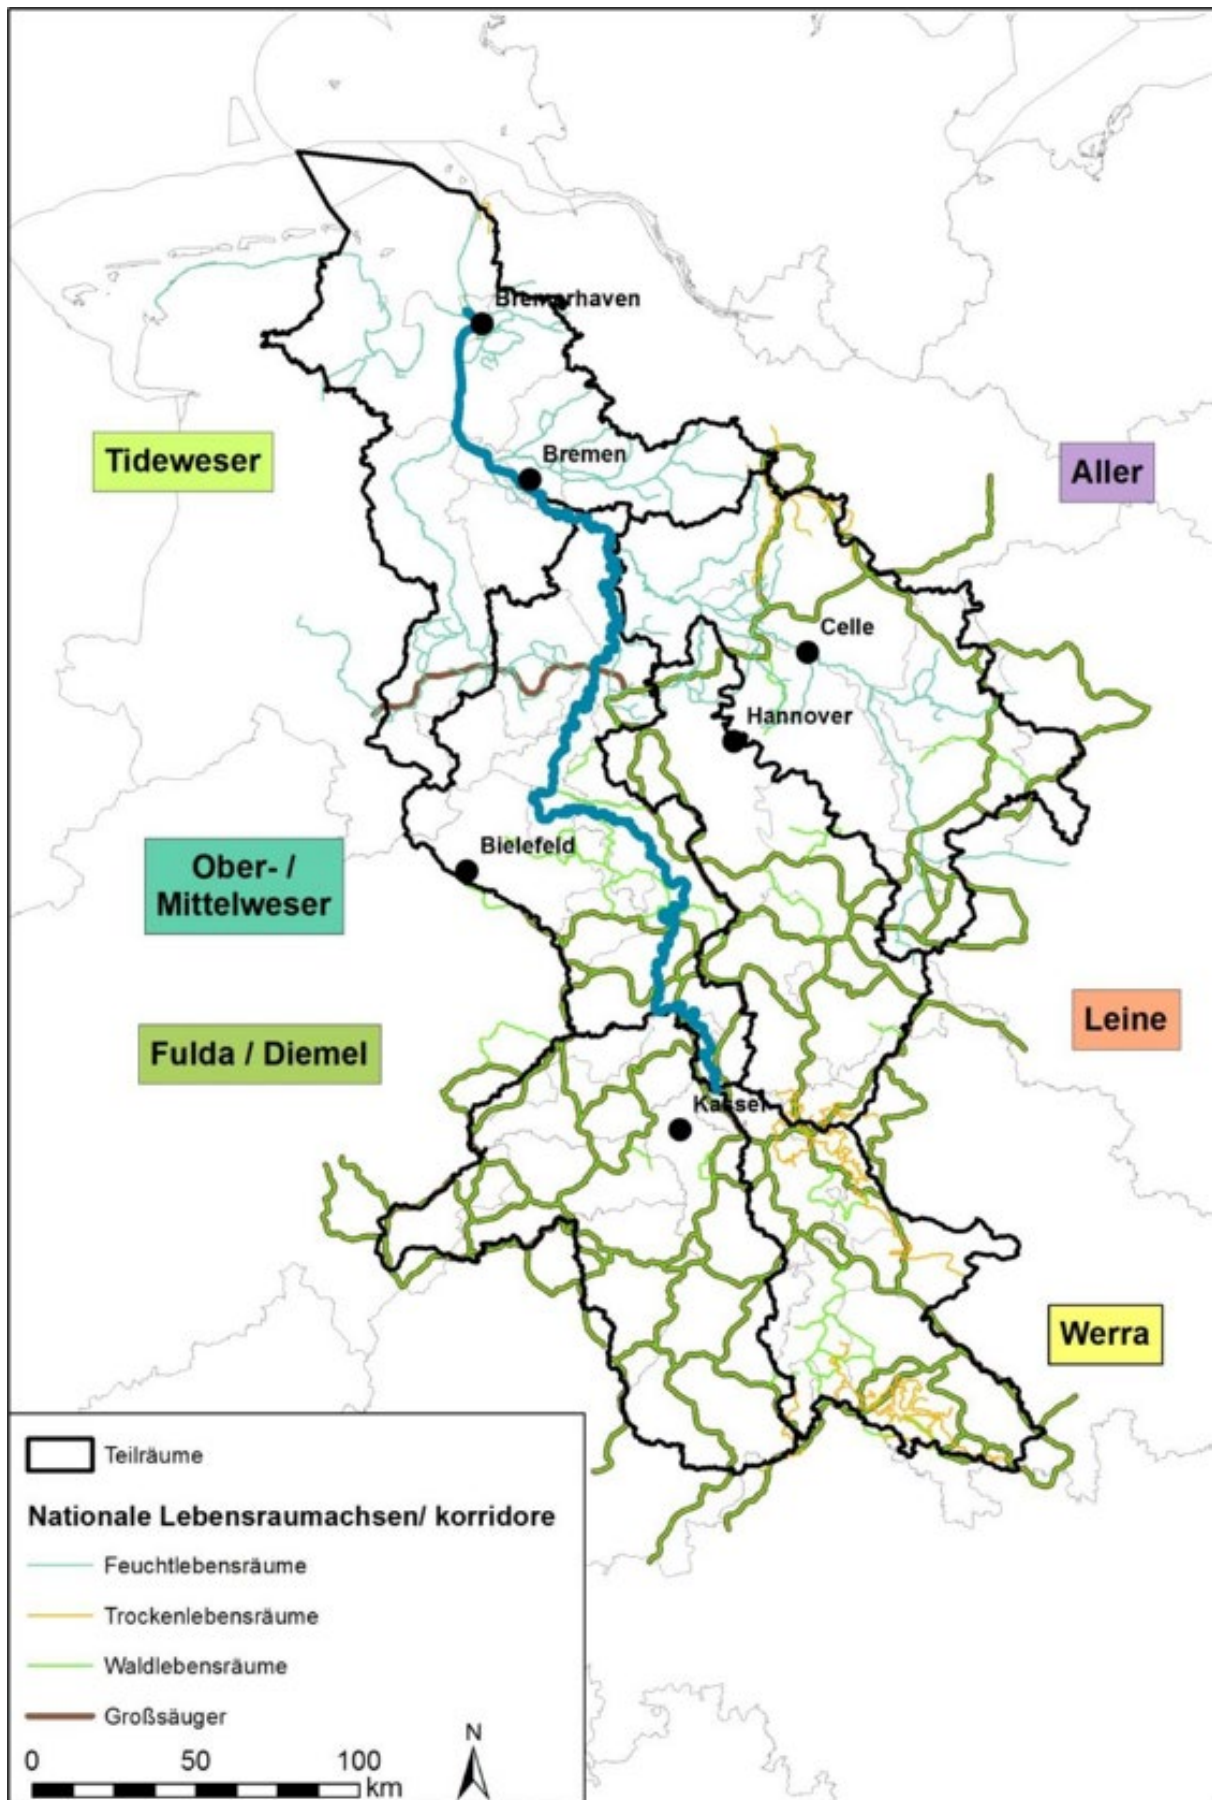 Bremerhaven
Tideweser
Bremen
Aller
Celle
Hannover
Ober- /
Mittelweser
Bielefeld
Fulda / Diemel
Leine
Kassel
Werra
Teilräume
Nationale Lebensraumachsen/ korridore
Feuchtlebensräume
Trockenlebensräume
Waldlebensräume
Großsäuger
N
0 50 100
km